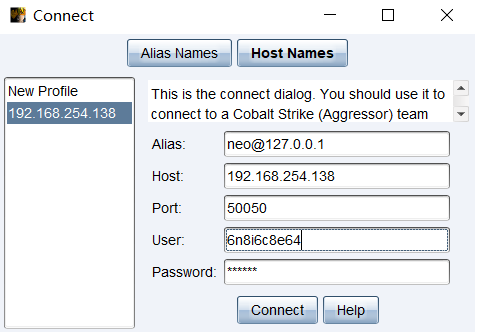 Connect
Alias Names Host Names
New Profile
192.168.254.138
This is the connect dialog. You should use it to
connect to a Cobalt Strike (Aggressor) team
Alias: neo@127.0.0.1
Host: 192.168.254.138
Port: 50050
User: 6n8i6c8e64
Password: ******
Connect Help